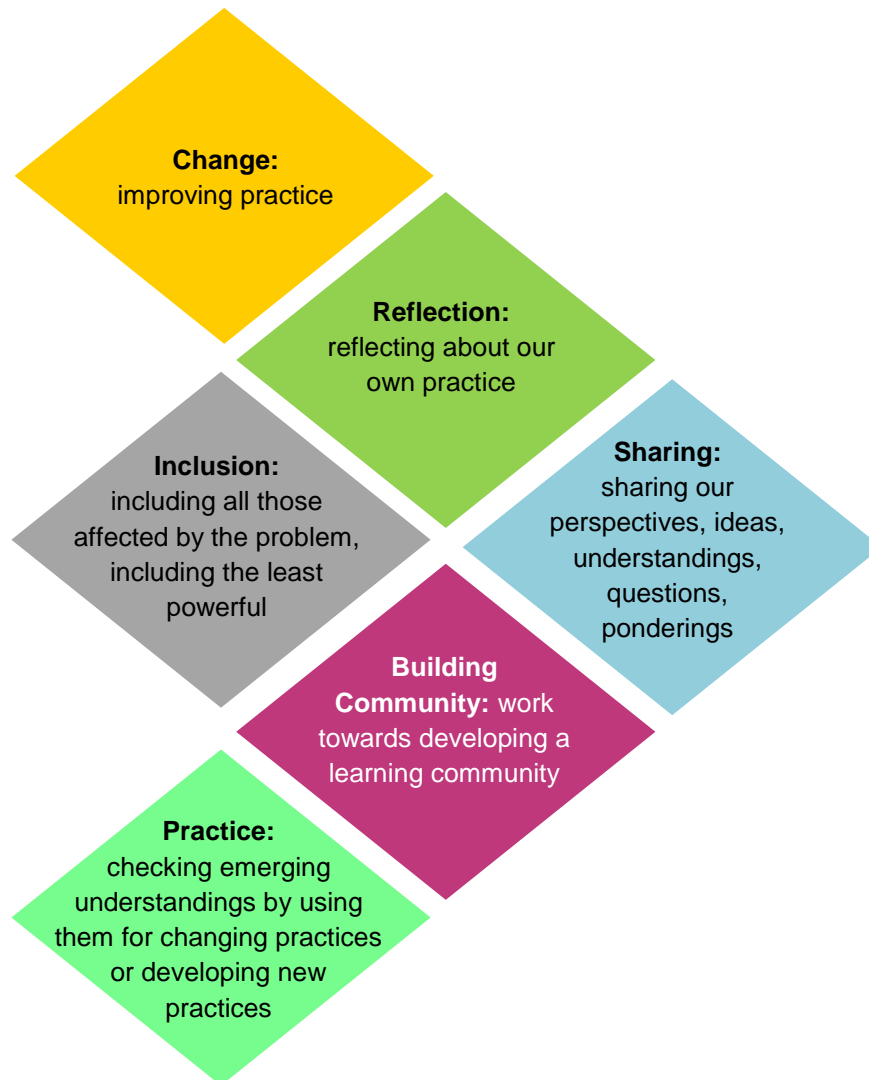 Change:
improving practice
Reflection:
reflecting about our
own practice
Inclusion:
including all those
affected by the problem,
including the least
powerful
Sharing:
sharing our
perspectives, ideas,
understandings,
questions,
ponderings
Building
Community: work
towards developing a
learning community
Practice:
checking emerging
understandings by using
them for changing practices
or developing new
practices